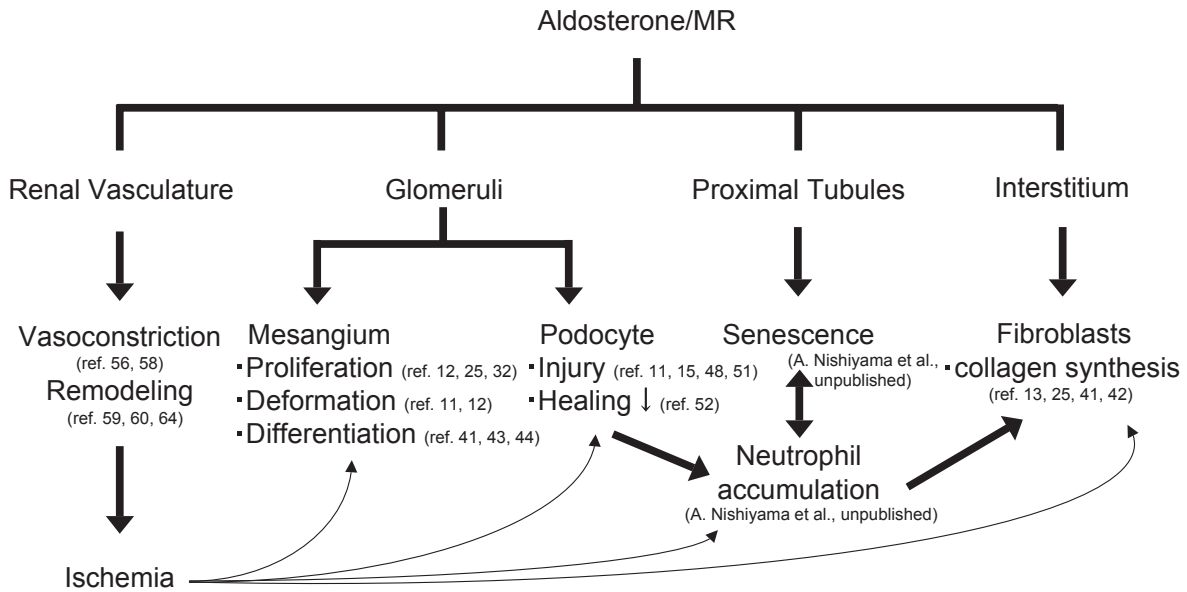 Aldosterone/MR
Renal Vasculature
Glomeruli
Proximal Tubules
Interstitium
Vasoconstriction
(ref. 56, 58)
Remodeling
(ref. 59, 60, 64)
Ischemia
Mesangium
·Proliferation (ref. 12, 25, 32)
·Deformation (ref. 11, 12)
·Differentiation (ref. 41, 43, 44)
Podocyte
·Injury (ref. 11, 15, 48, 51)
·Healing ↓ (ref. 52)
Senescence
(A. Nishiyama et al.,
unpublished)
Neutrophil
accumulation
(A. Nishiyama et al., unpublished)
Fibroblasts
·collagen synthesis
(ref. 13, 25, 41, 42)